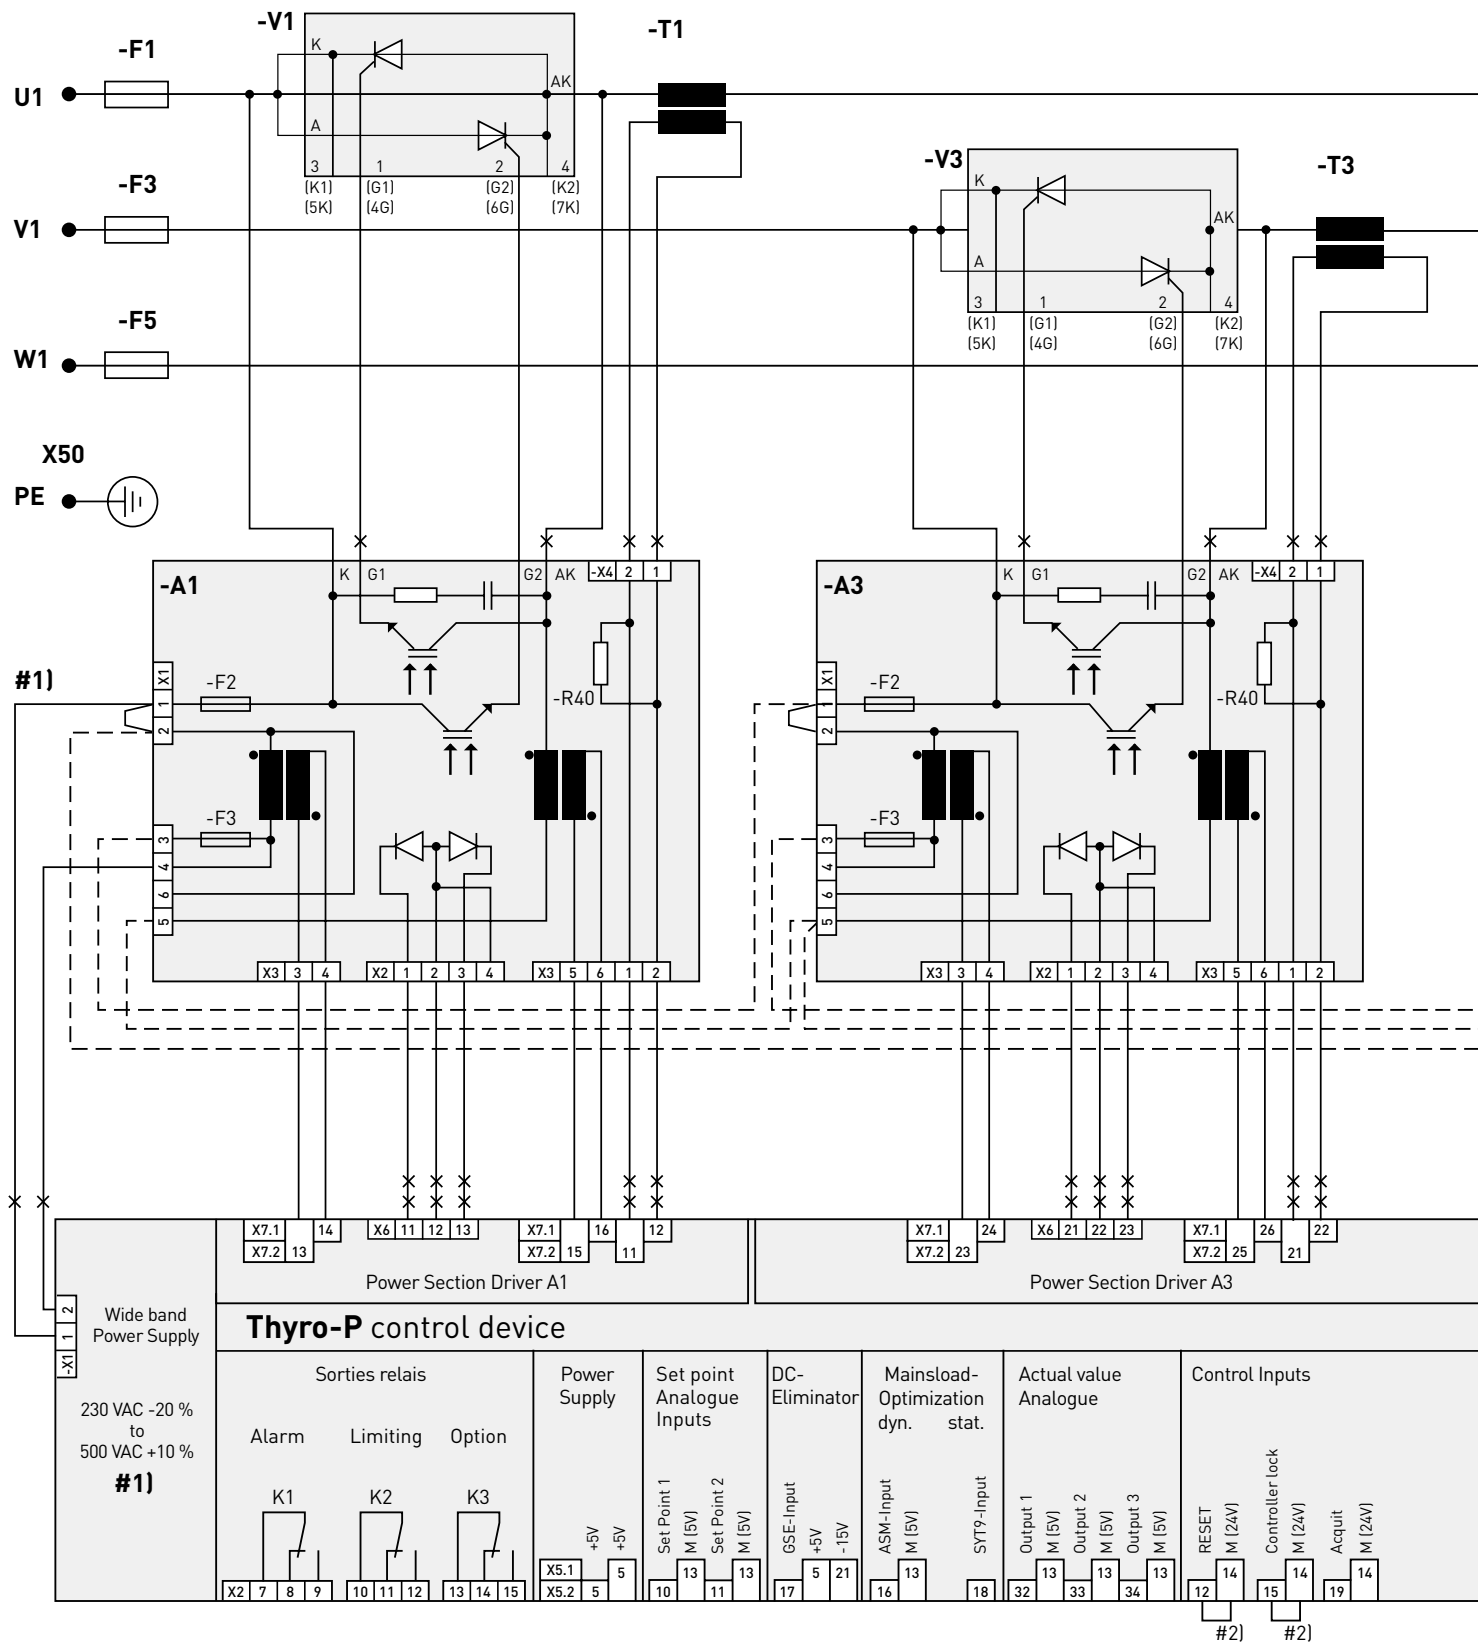 -V1
-T1
-F1
K
AK
U1
A
3 1 2 4
(K1) (G1) (G2) (K2)
(5K) (4G) (6G) (7K)
-V3
-T3
-F3
K
AK
V1
A
3 1 2 4
(K1) (G1) (G2) (K2)
(5K) (4G) (6G) (7K)
-F5
W1
X50
PE
-A1
K G1 G2 AK -X4 2 1
-A3
K G1 G2 AK -X4 2 1
#1)
X1
1
2
3
4
6
5
-F2
-R40
-F3
X1
1
2
3
4
6
5
-F2
-R40
-F3
X3 3 4 X2 1 2 3 4 X3 5 6 1 2
X3 3 4 X2 1 2 3 4 X3 5 6 1 2
X7.1 14 X6 11 12 13 X7.1 16 12
X7.2 13 X7.2 15 11
Power Section Driver A1
X7.1 24 X6 21 22 23 X7.1 26 22
X7.2 23 X7.2 25 21
Power Section Driver A3
2
1
-X1
Wide band
Power Supply
230 VAC -20 %
to
500 VAC +10 %
#1)
Thyro-P control device
Sorties relais
Alarm Limiting Option
K1 K2 K3
X2 7 8 9 10 11 12 13 14 15
Power
Supply
+5V
+5V
X5.1 5
X5.2 5
Set point
Analogue
Inputs
Set Point 1
M (5V)
Set Point 2
M (5V)
10 13 11 13
DC-
Eliminator
GSE-Input
+5V
-15V
17 5 21
Mainsload-
Optimization
dyn. stat.
ASM-Input
M (5V)
SYT9-Input
16 13 18
Actual value
Analogue
Output 1
M (5V)
Output 2
M (5V)
Output 3
M (5V)
32 13 33 13 34 13
Control Inputs
RESET
M (24V)
Controller lock
M (24V)
Acquit
M (24V)
12 14 15 14 19 14
#2) #2)